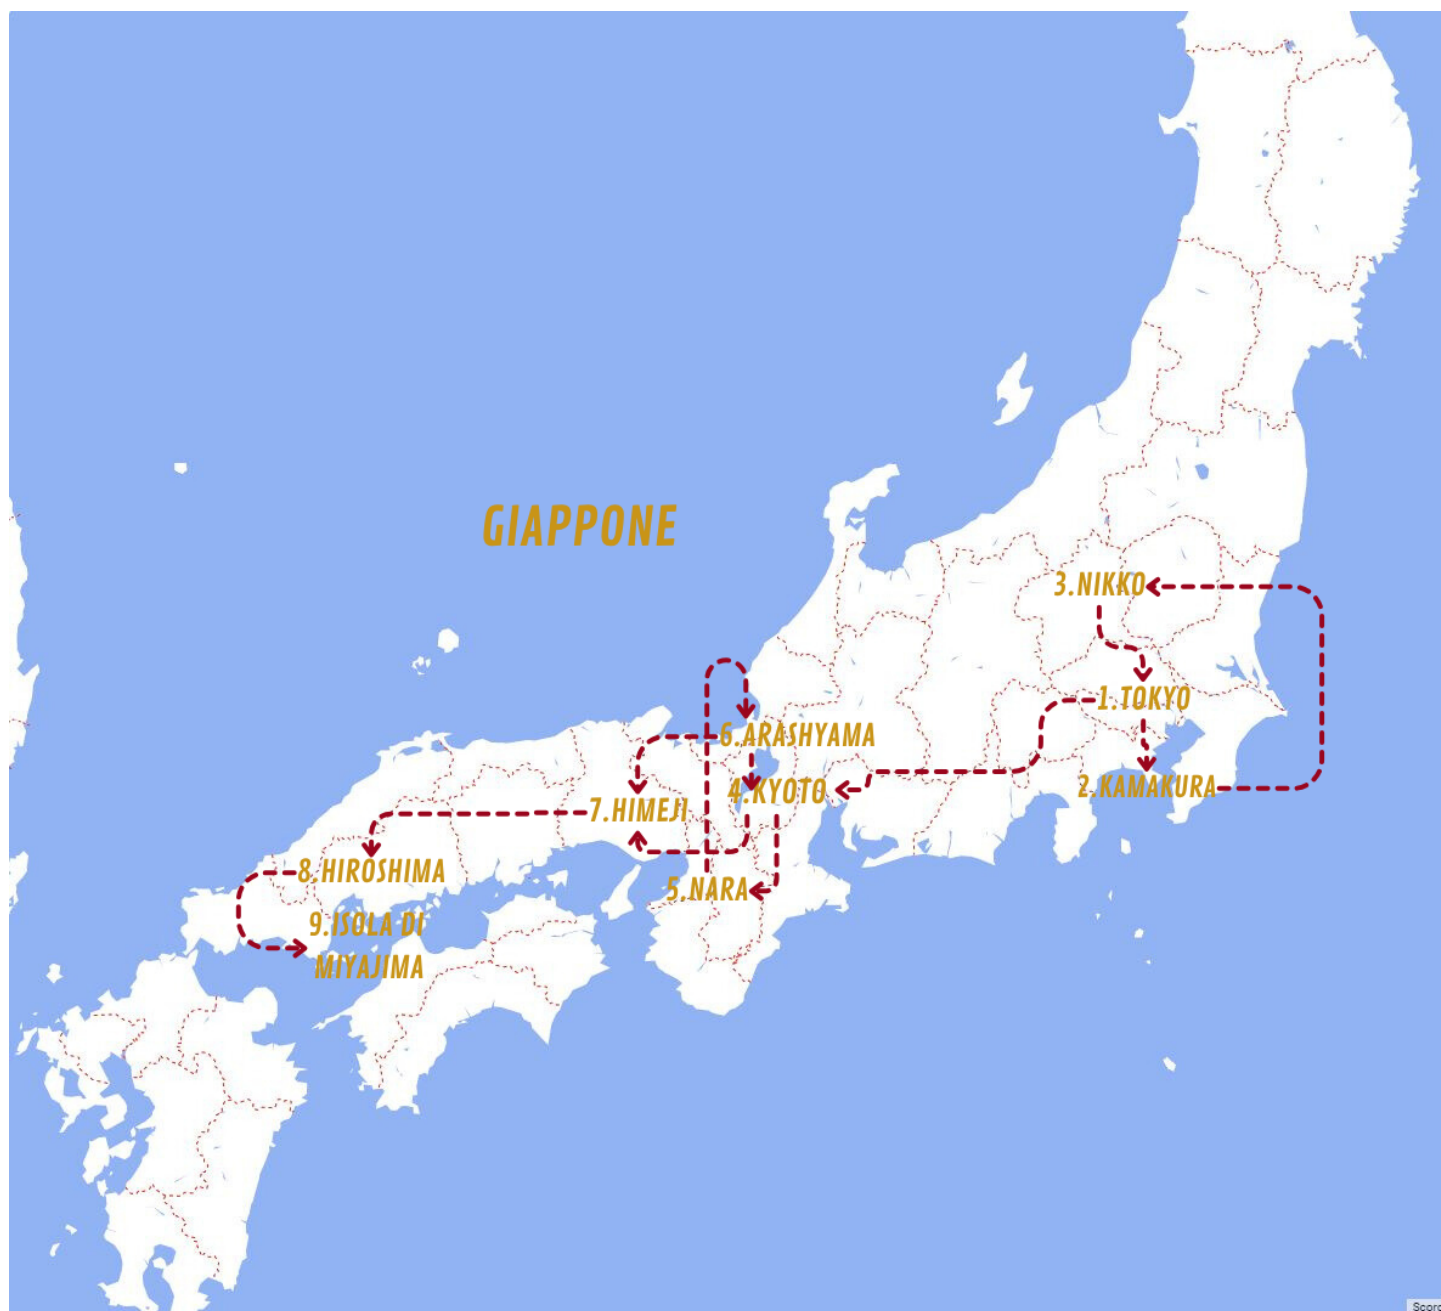 GIAPPONE
3.NIKKO
1.TOKYO
6.ARASHYAMA
2.KAMAKURA
4.KYOTO
7.HIMEJI
8.HIROSHIMA
5.NARA
9.ISOLA DI
MIYAJIMA